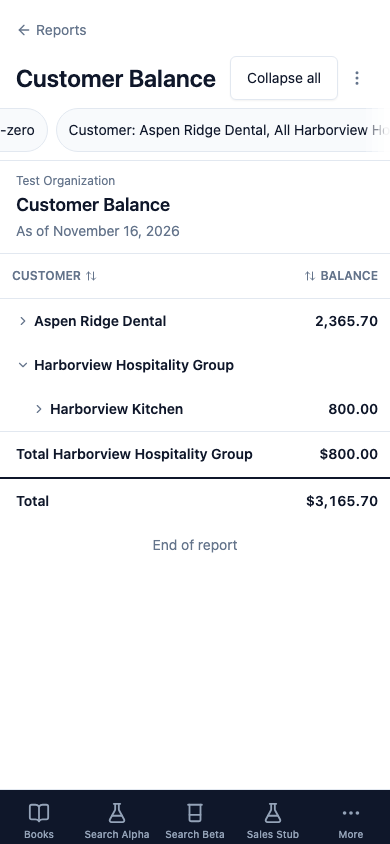 Reports
Customer Balance
Collapse all
-zero
Customer: Aspen Ridge Dental, All Harborview Ho
Test Organization
Customer Balance
As of November 16, 2026
CUSTOMER BALANCE
Aspen Ridge Dental 2,365.70
Harborview Hospitality Group
Harborview Kitchen 800.00
Total Harborview Hospitality Group $800.00
Total $3,165.70
End of report
Books Search Alpha Search Beta Sales Stub More